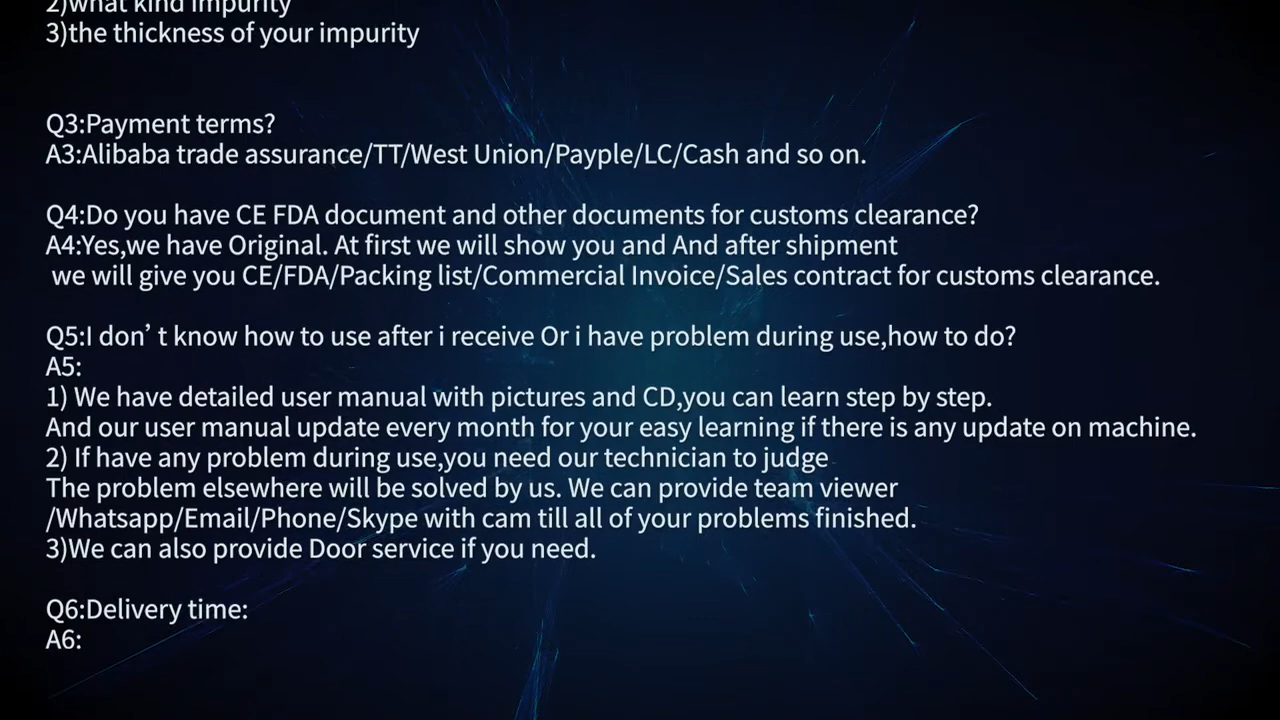 2)what kind impurity
3)the thickness of your impurity
Q3:Payment terms?
A3:Alibaba trade assurance/TT/West Union/Payple/LC/Cash and so on.
Q4:Do you have CE FDA document and other documents for customs clearance?
A4:Yes,we have Original. At first we will show you and And after shipment
we will give you CE/FDA/Packing list/Commercial Invoice/Sales contract for customs clearance.
Q5:I don’t know how to use after i receive Or i have problem during use,how to do?
A5:
1) We have detailed user manual with pictures and CD,you can learn step by step.
And our user manual update every month for your easy learning if there is any update on machine.
2) If have any problem during use,you need our technician to judge
The problem elsewhere will be solved by us. We can provide team viewer
/Whatsapp/Email/Phone/Skype with cam till all of your problems finished.
3)We can also provide Door service if you need.
Q6:Delivery time:
A6: